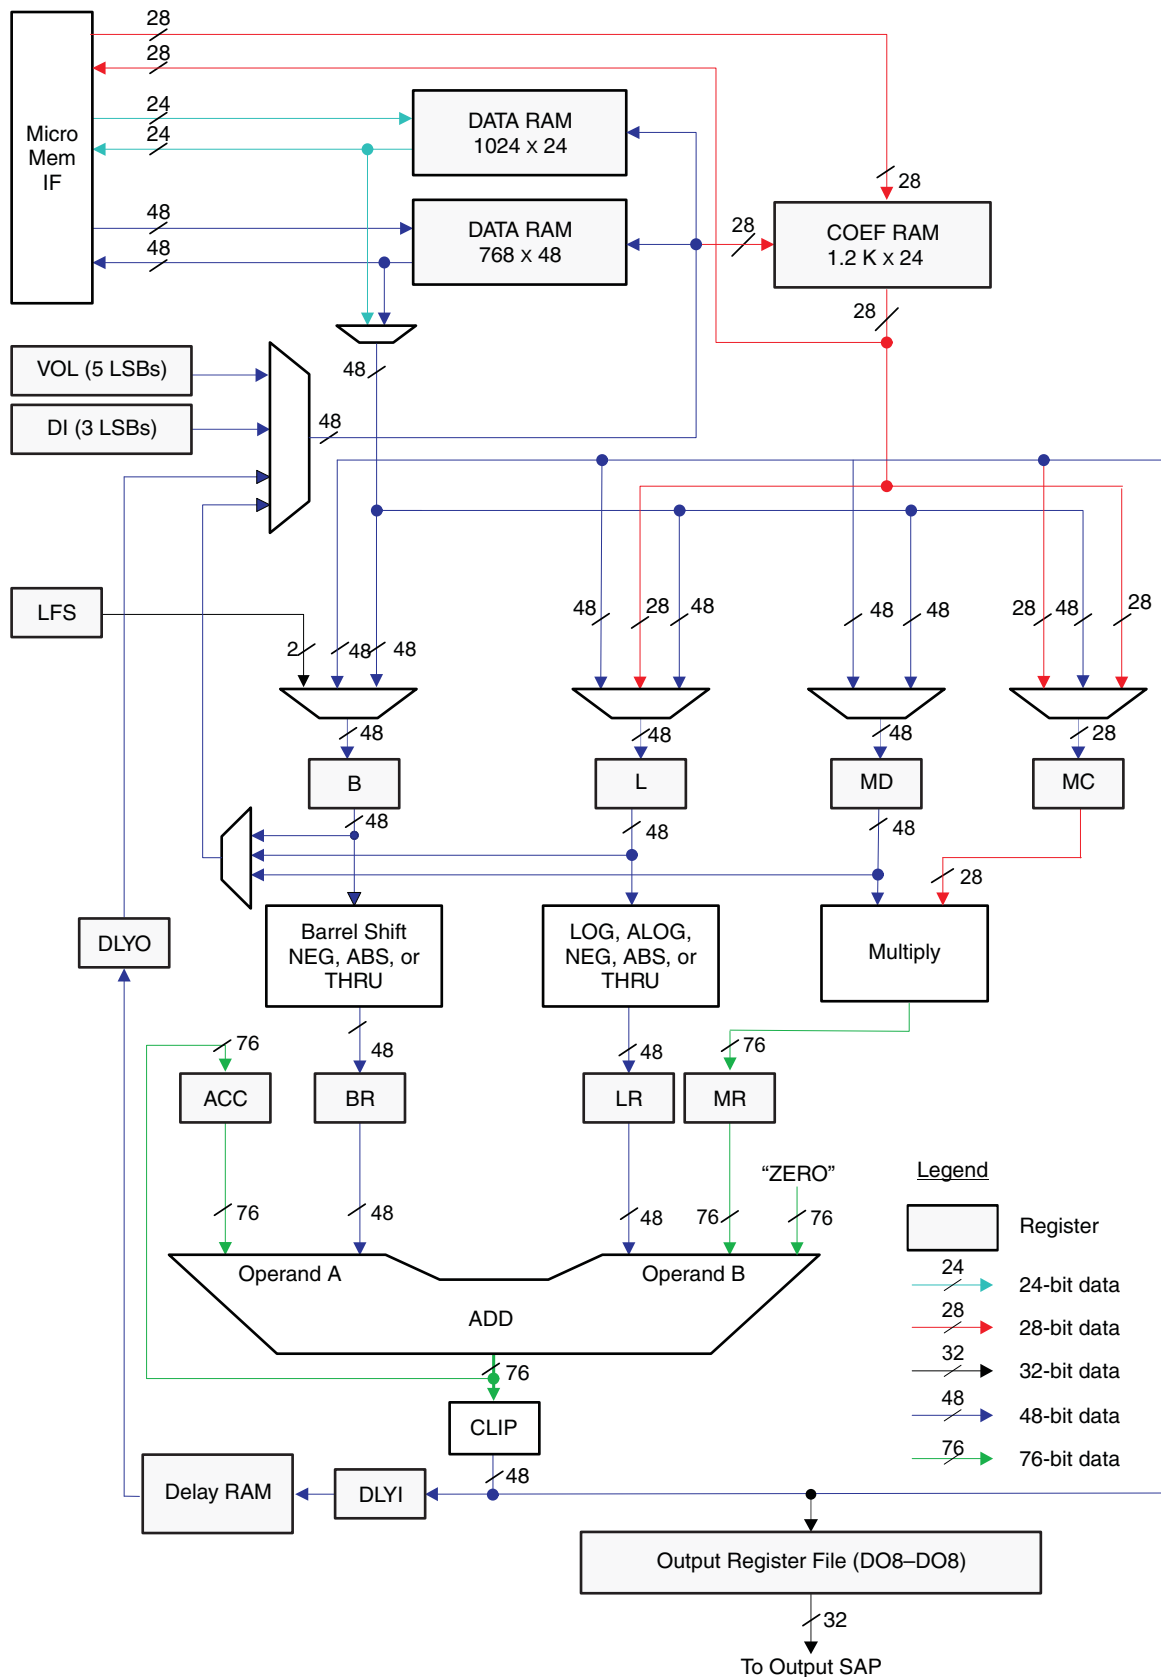 28
28
24
24
Micro
Mem
IF
DATA RAM
1024 X 24
28
48
48
DATA RAM
768 X 48
28
COEF RAM
1.2 K X 24
28
VOL (5 LSBs)
48
DI (3 LSBs)
48
LFS
2
48
48
48
28
48
48
48
28
48
28
48
48
48
28
B
L
MD
MC
48
48
48
28
DLYO
Barrel Shift
NEG, ABS, or
THRU
LOG, ALOG,
NEG, ABS, or
THRU
Multiply
76
48
48
76
ACC
BR
LR
MR
"ZERO"
76
48
48
76
76
Operand A
Operand B
ADD
76
CLIP
48
Delay RAM
DLYI
Output Register File (DO8–DO8)
32
To Output SAP
Legend
Register
24
24-bit data
28
28-bit data
32
32-bit data
48
48-bit data
76
76-bit data